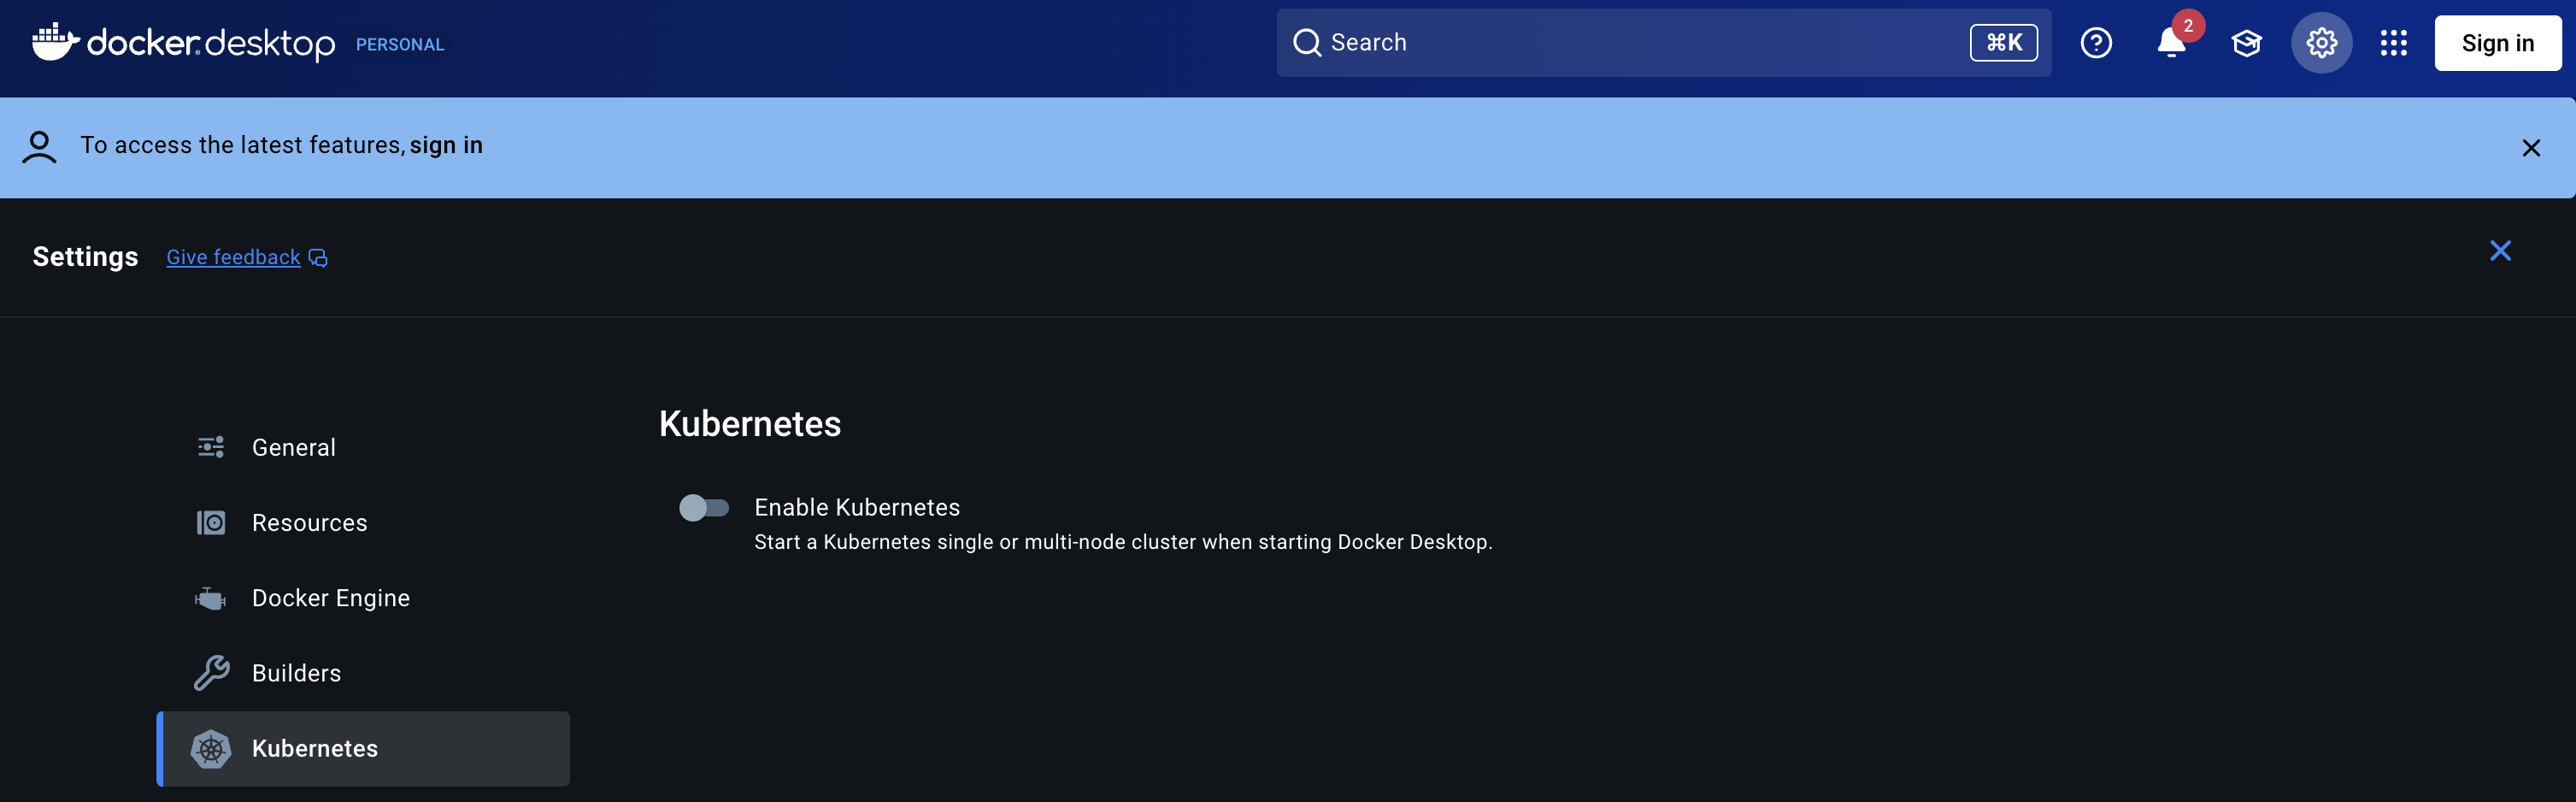 docker desktop PERSONAL
Search ⌘K
2
Sign in
To access the latest features, sign in
Settings Give feedback
General
Resources
Docker Engine
Builders
Kubernetes
Kubernetes
Enable Kubernetes
Start a Kubernetes single or multi-node cluster when starting Docker Desktop.